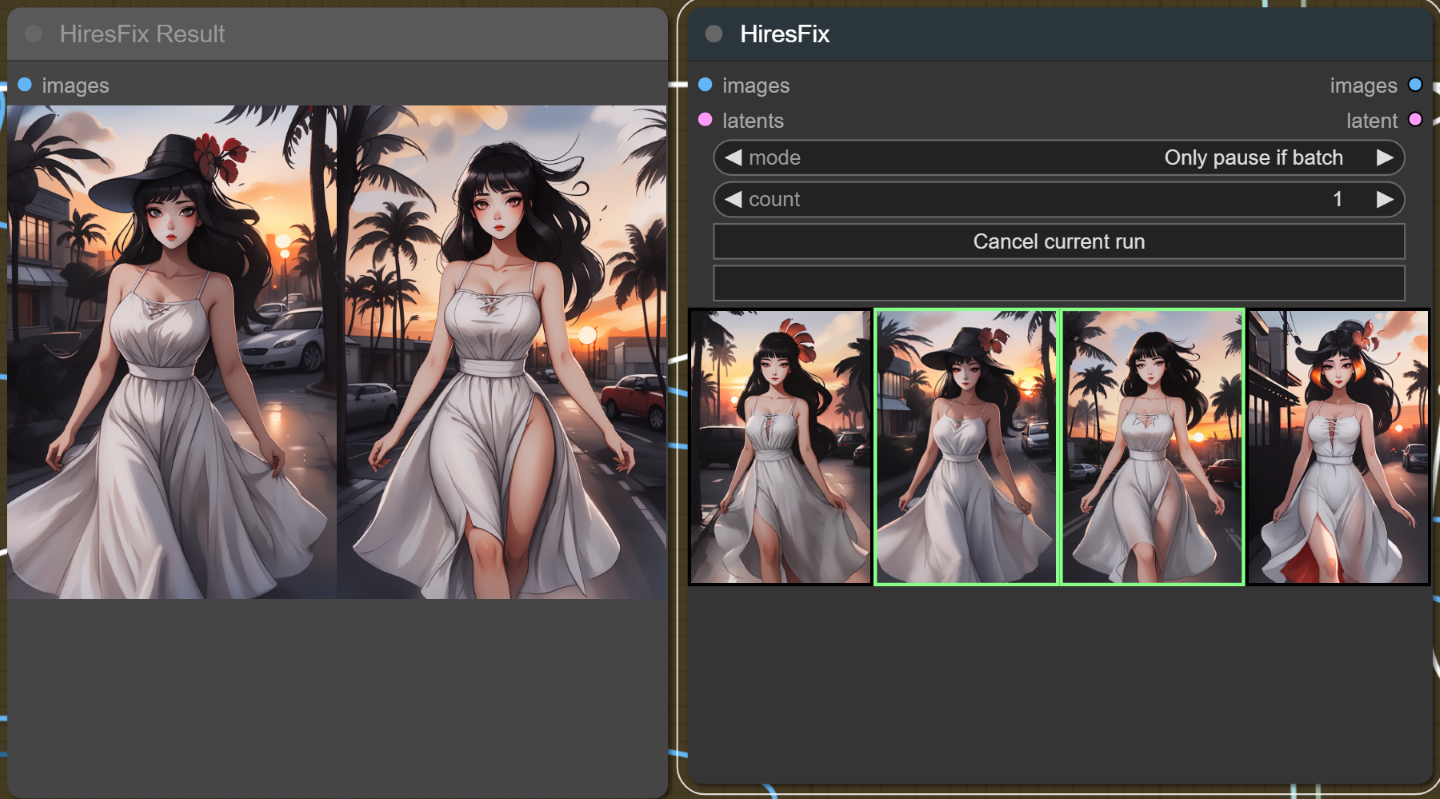 HiresFix Result
images
HiresFix
images images
latents latent
mode Only pause if batch
count 1
Cancel current run